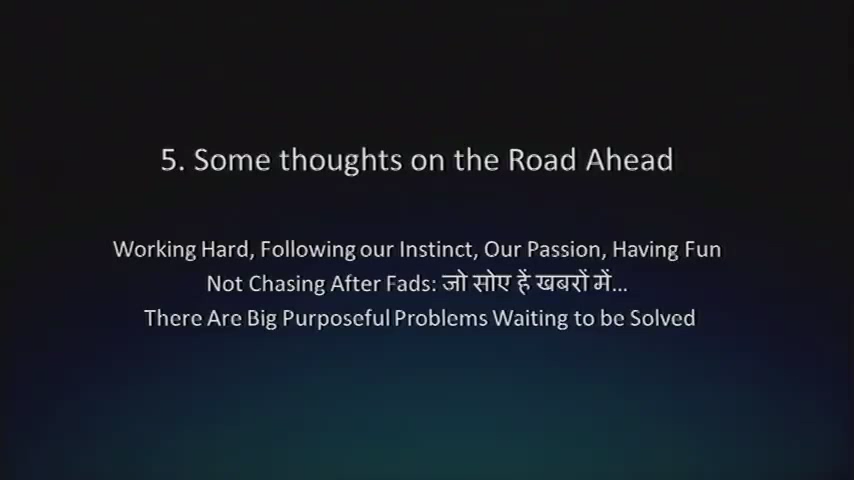 5. Some thoughts on the Road Ahead
Working Hard, Following our Instinct, Our Passion, Having Fun
Not Chasing After Fads: जो सोए हैं खबरों में...
There Are Big Purposeful Problems Waiting to be Solved